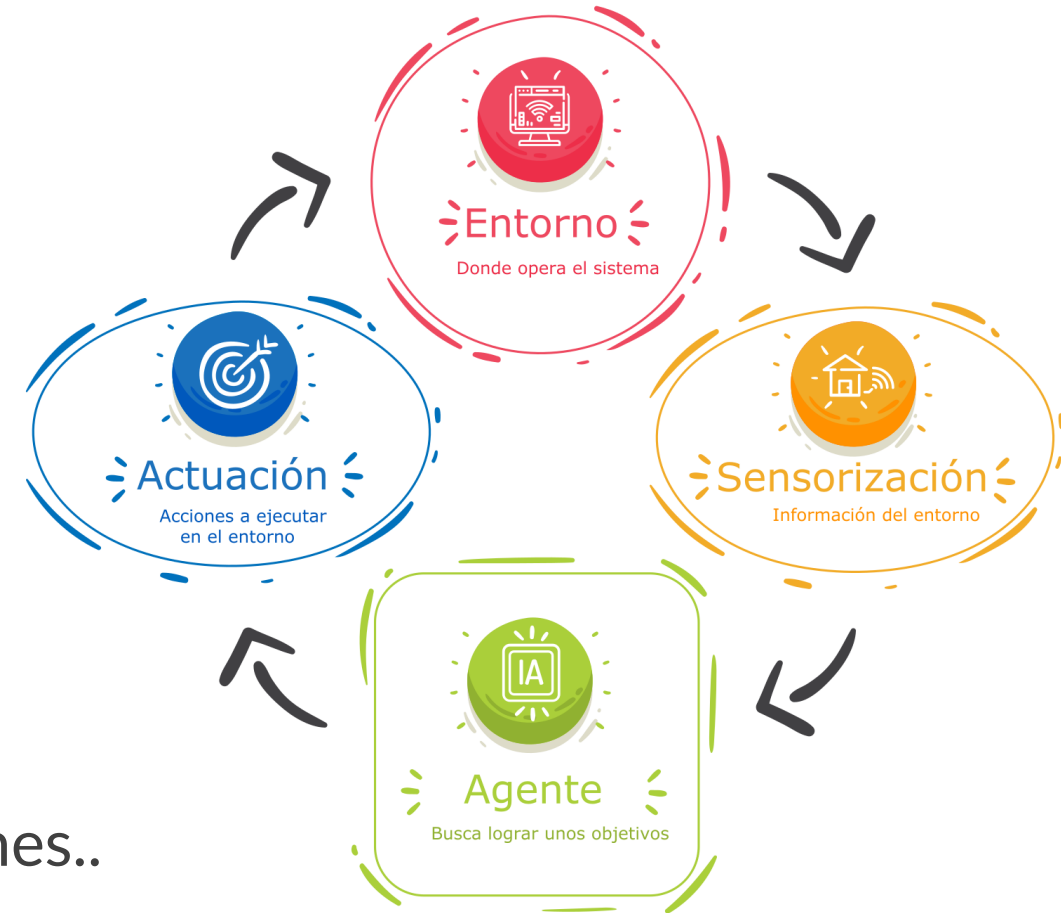 Entorno
Donde opera el sistema
Actuación
Acciones a ejecutar
en el entorno
Sensorización
Información del entorno
IA
Agente
Busca lograr unos objetivos
nes..